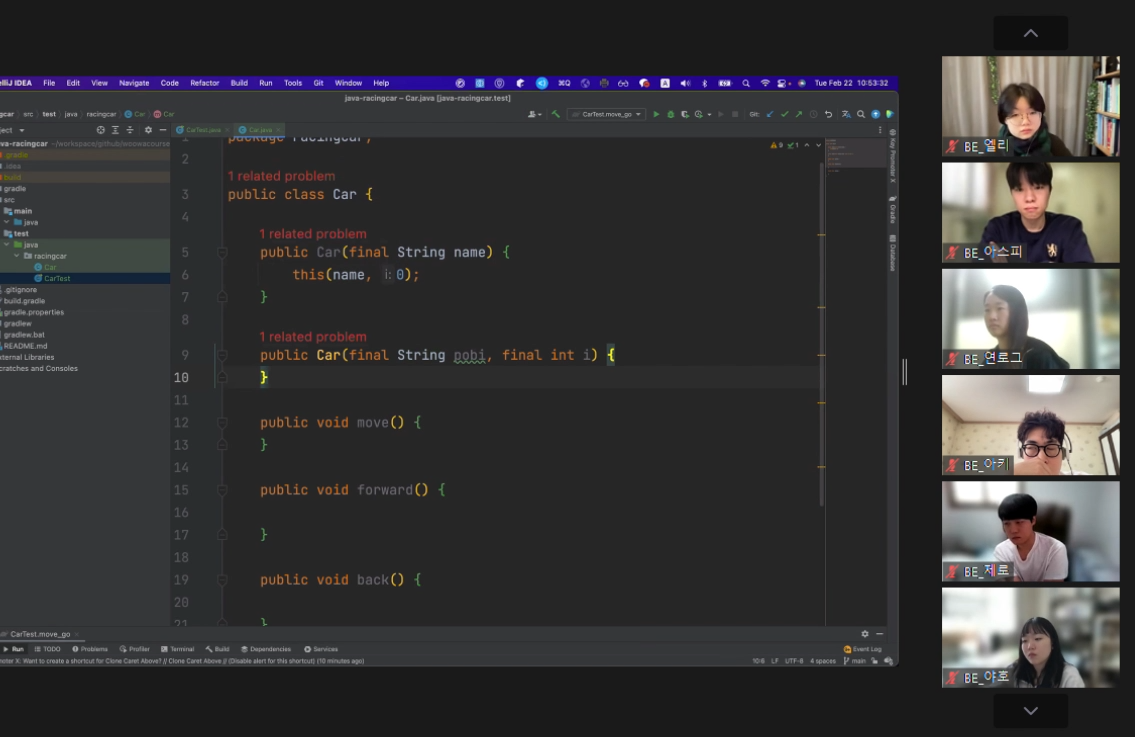 elliJ IDEA File Edit View Navigate Code Refactor Build Run Tools Git Window Help ⌘Q A Tue Feb 22 10:53:32
java-racingcar – Car.java [java-racingcar.test]
gcar src test java racingcar Car Car CarTest.move_go Git:
ject CarTest.java Car.java
va-racingcar ~/workspace/github/woowacourse
.gradle
.idea
build
gradle
src
main
java
test
java
racingcar
Car
CarTest
.gitignore
build.gradle
gradle.properties
gradlew
gradlew.bat
README.md
xternal Libraries
cratches and Consoles
1 package racingcar;
9 1
2
1 related problem
3 public class Car {
4
1 related problem
5 public Car(final String name) {
6 this(name, i: 0);
7 }
8
1 related problem
9 public Car(final String pobi, final int i) {
10 }
11
12 public void move() {
13 }
14
15 public void forward() {
16
17 }
18
19 public void back() {
20
21 }
Key Promoter X
Gradle
Database
CarTest.move_go
Run TODO Problems Profiler Terminal Build Dependencies Services Event Log
moter X: Want to create a shortcut for Clone Caret Above? // Clone Caret Above // (Disable alert for this shortcut) (10 minutes ago) 10:6 LF UTF-8 4 spaces main
BE_엘리
BE_아스피
BE_연로그
BE_아키
BE_제로
BE_야호